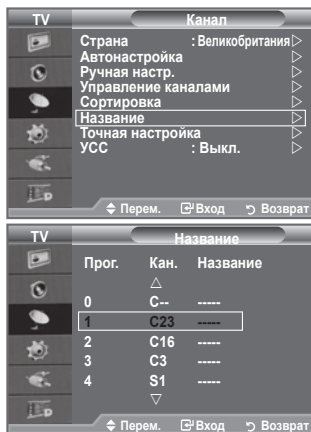 TV Канал
Страна : Великобритания ▷
Автонастройка ▷
Ручная настр. ▷
Управление каналами ▷
Сортировка ▷
Название ▷
Точная настройка ▷
УСС : Выкл. ▷
Перем. Вход Возврат
TV Название
Прог. Кан. Название
△
0 C-- -----
1 C23 -----
2 C16 -----
3 C3 -----
4 S1 -----
▽
Перем. Вход Возврат